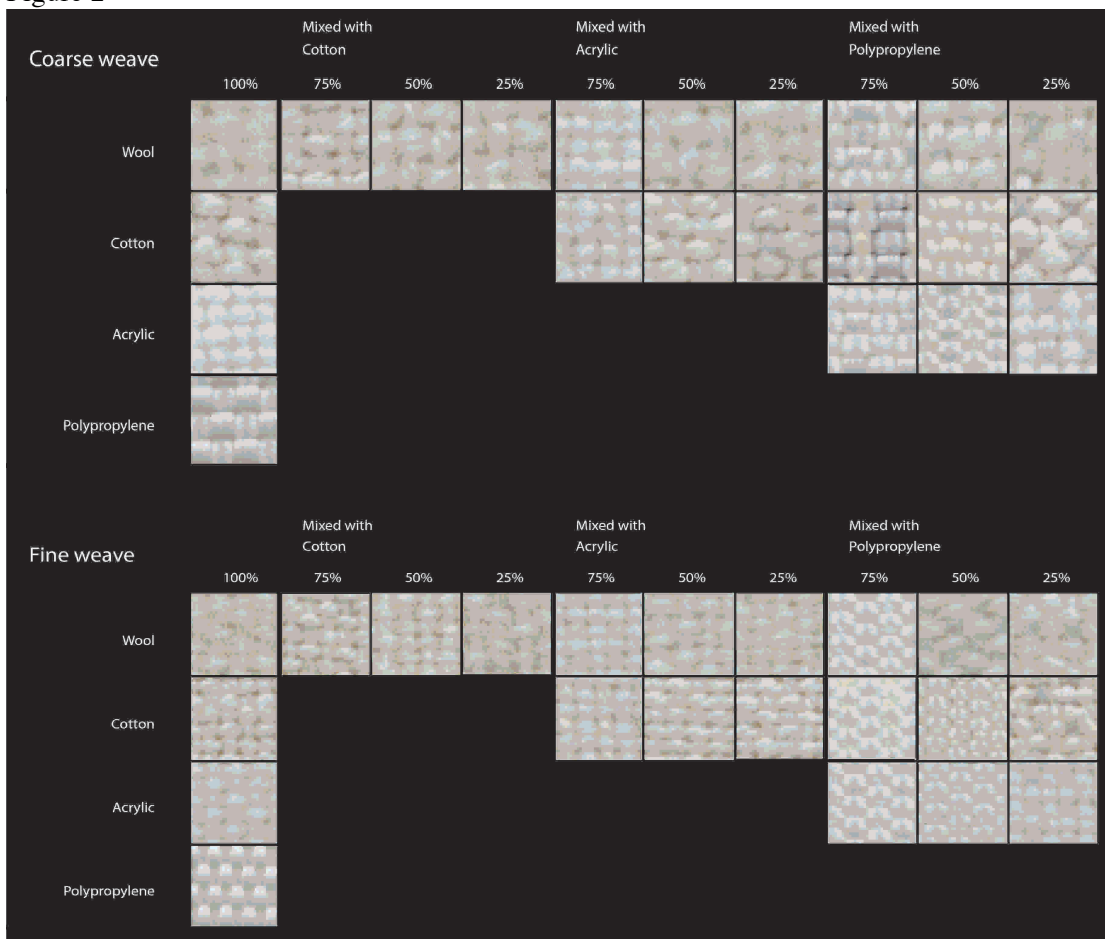 Mixed with Mixed with Mixed with
Coarse weave Cotton Acrylic Polypropylene
100% 75% 50% 25% 75% 50% 25% 75% 50% 25%
Wool
Cotton
Acrylic
Polypropylene
Mixed with Mixed with Mixed with
Fine weave Cotton Acrylic Polypropylene
100% 75% 50% 25% 75% 50% 25% 75% 50% 25%
Wool
Cotton
Acrylic
Polypropylene